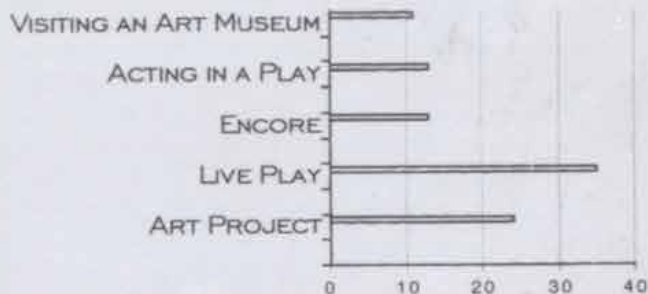 VISITING AN ART MUSEUM
ACTING IN A PLAY
ENCORE
LIVE PLAY
ART PROJECT
0 10 20 30 40